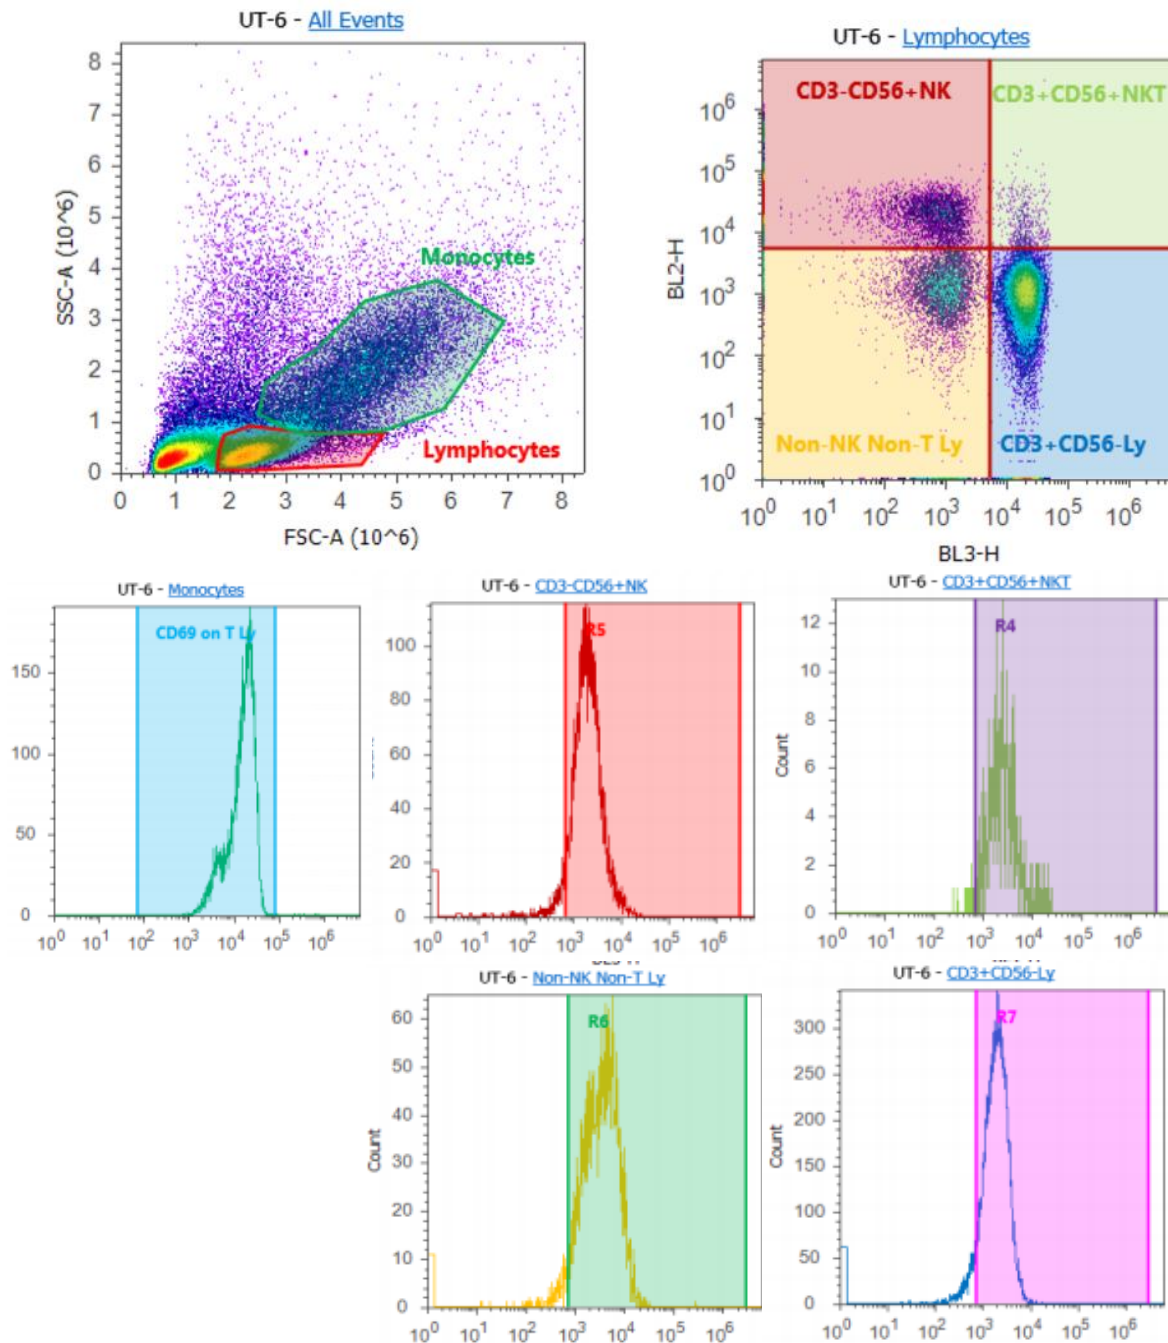 UT-6 - All Events
SSC-A (10^6)
8
7
6
5
4
3
2
1
0
Monocytes
Lymphocytes
0 1 2 3 4 5 6 7 8
FSC-A (10^6)
UT-6 - Lymphocytes
BL2-H
10^6
10^5
10^4
10^3
10^2
10^1
10^0
CD3-CD56+NK
CD3+CD56+NKT
Non-NK Non-T Ly
CD3+CD56-Ly
10^0 10^1 10^2 10^3 10^4 10^5 10^6
BL3-H
UT-6 - Monocytes
CD69 on T Ly
150
100
50
0
10^0 10^1 10^2 10^3 10^4 10^5 10^6
UT-6 - CD3-CD56+NK
R5
100
80
60
40
20
0
10^0 10^1 10^2 10^3 10^4 10^5 10^6
UT-6 - CD3+CD56+NKT
R4
Count
12
10
8
6
4
2
0
10^0 10^1 10^2 10^3 10^4 10^5 10^6
UT-6 - Non-NK Non-T Ly
R6
Count
60
50
40
30
20
10
0
10^0 10^1 10^2 10^3 10^4 10^5 10^6
UT-6 - CD3+CD56-Ly
R7
Count
300
250
200
150
100
50
0
10^0 10^1 10^2 10^3 10^4 10^5 10^6